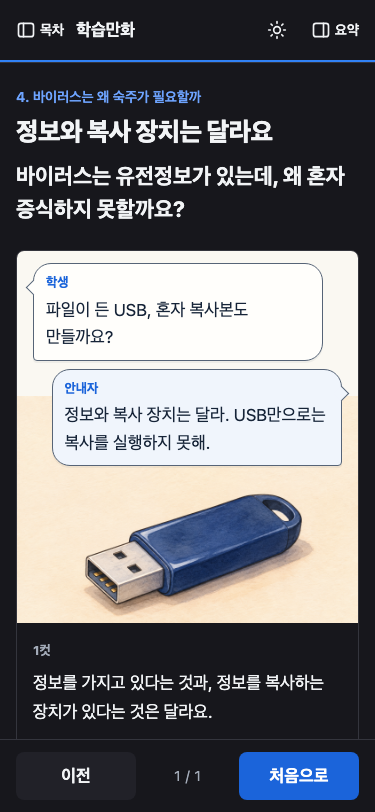 목차 학습만화 요약
4. 바이러스는 왜 숙주가 필요할까
정보와 복사 장치는 달라요
바이러스는 유전정보가 있는데, 왜 혼자
증식하지 못할까요?
학생
파일이 든 USB, 혼자 복사본도
만들까요?
안내자
정보와 복사 장치는 달라. USB만으로는
복사를 실행하지 못해.
1컷
정보를 가지고 있다는 것과, 정보를 복사하는
장치가 있다는 것은 달라요.
이전 1 / 1 처음으로